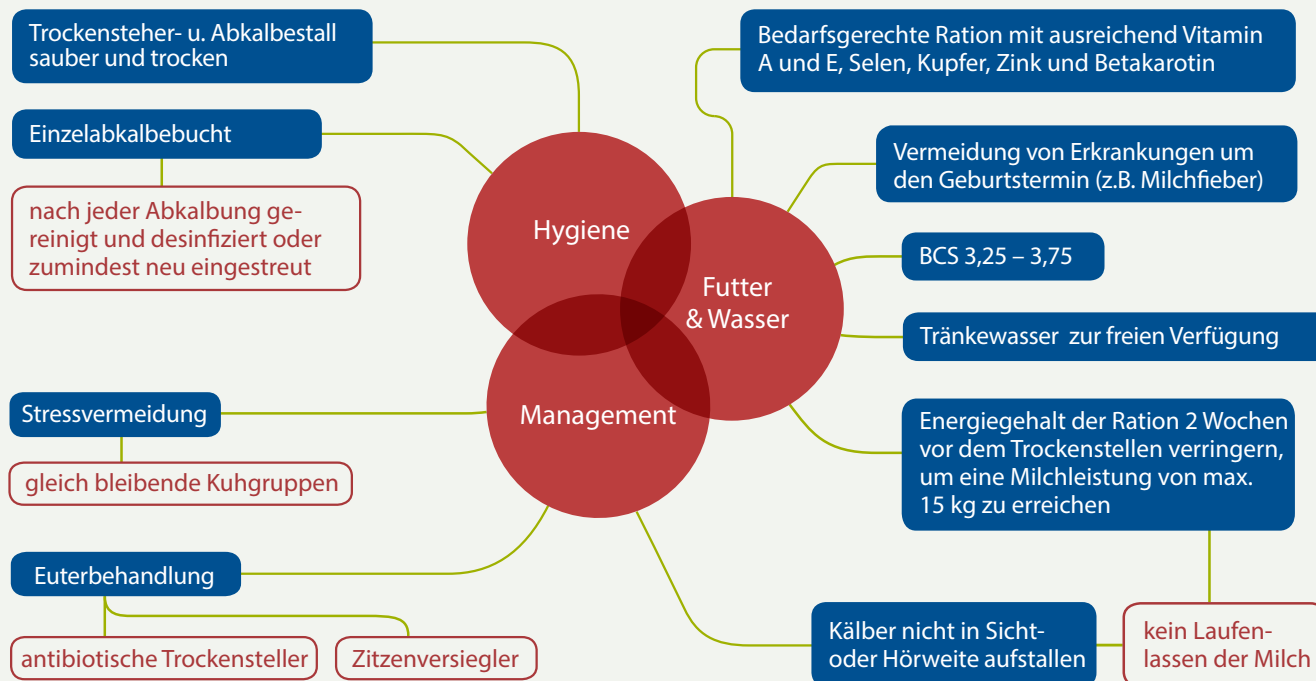 Trockensteher- u. Abkalbestall
sauber und trocken
Einzelabkalbebucht
nach jeder Abkalbung ge-
reinigt und desinfiziert oder
zumindest neu eingestreut
Hygiene
Bedarfsgerechte Ration mit ausreichend Vitamin
A und E, Selen, Kupfer, Zink und Betakarotin
Vermeidung von Erkrankungen um
den Geburtstermin (z.B. Milchfieber)
BCS 3,25 – 3,75
Futter
& Wasser
Tränkewasser zur freien Verfügung
Energiegehalt der Ration 2 Wochen
vor dem Trockenstellen verringern,
um eine Milchleistung von max.
15 kg zu erreichen
Management
Stressvermeidung
gleich bleibende Kuhgruppen
Euterbehandlung
antibiotische Trockensteller
Zitzenversiegler
Kälber nicht in Sicht-
oder Hörweite aufstallen
kein Laufen-
lassen der Milch